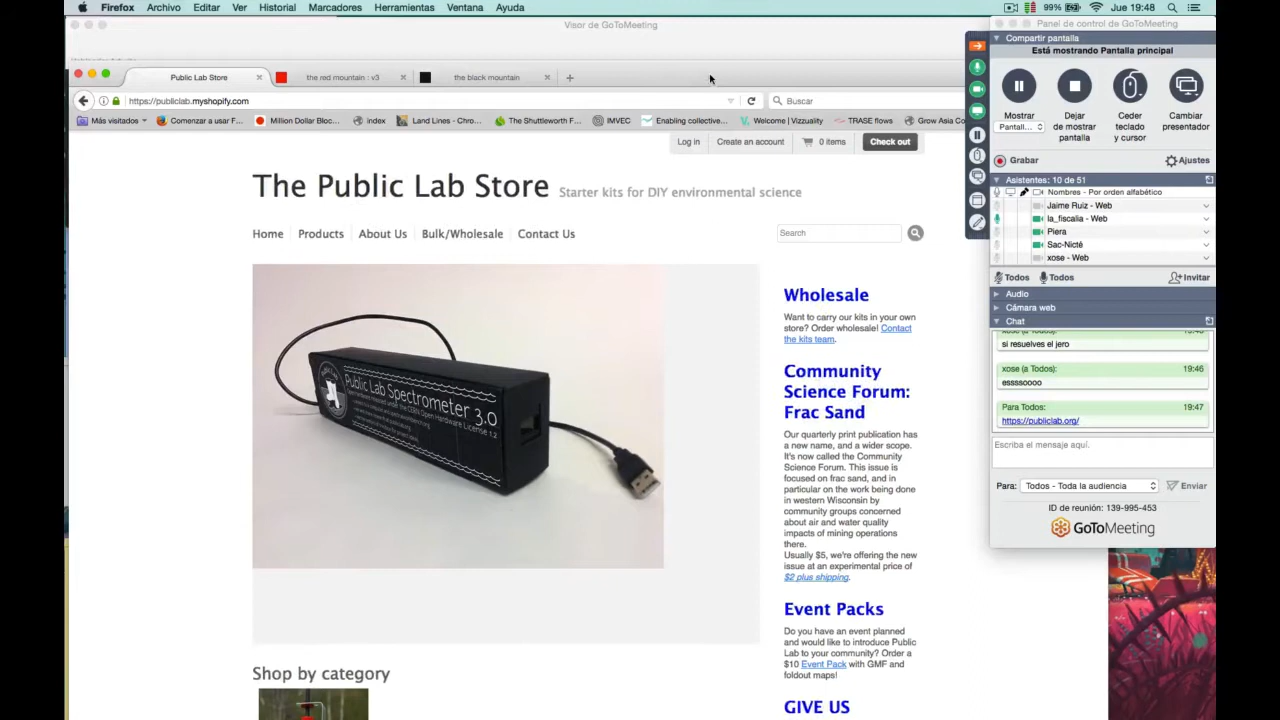 Firefox Archivo Editar Ver Historial Marcadores Herramientas Ventana Ayuda
99% Jue 19:48
Visor de GoToMeeting
Public Lab Store
the red mountain : v3
the black mountain
https://publiclab.myshopify.com
Buscar
Más visitados
Comenzar a usar F...
Million Dollar Bloc...
index
Land Lines - Chro...
The Shuttleworth F...
IMVEC
Enabling collective...
Welcome | Vizzuality
TRASE flows
Grow Asia Co
Log in
Create an account
0 items
Check out
The Public Lab Store
Starter kits for DIY environmental science
Home
Products
About Us
Bulk/Wholesale
Contact Us
Search
Public Lab Spectrometer 3.0
Wholesale
Want to carry our kits in your own
store? Order wholesale! Contact
the kits team.
Community
Science Forum:
Frac Sand
Our quarterly print publication has
a new name, and a wider scope.
It's now called the Community
Science Forum. This issue is
focused on frac sand, and in
particular on the work being done
in western Wisconsin by
community groups concerned
about air and water quality
impacts of mining operations
there.
Usually $5, we're offering the new
issue at an experimental price of
$2 plus shipping.
Event Packs
Do you have an event planned
and would like to introduce Public
Lab to your community? Order a
$10 Event Pack with GMF and
foldout maps!
GIVE US
Shop by category
Panel de control de GoToMeeting
Compartir pantalla
Está mostrando Pantalla principal
Mostrar
Pantall...
Dejar
de mostrar
pantalla
Ceder
teclado
y cursor
Cambiar
presentador
Grabar
Ajustes
Asistentes: 10 de 51
Nombres - Por orden alfabético
Jaime Ruiz - Web
la_fiscalia - Web
Piera
Sac-Nicté
xose - Web
Todos
Todos
Invitar
Audio
Cámara web
Chat
xose (a Todos):
si resuelves el jero
xose (a Todos): 19:46
esssoooo
Para Todos: 19:47
https://publiclab.org/
Escriba el mensaje aquí.
Para: Todos - Toda la audiencia
Enviar
ID de reunión: 139-995-453
GoToMeeting